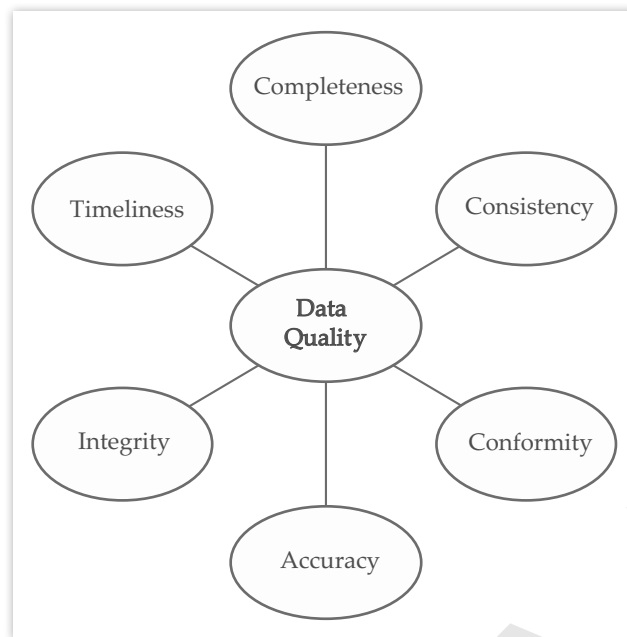 Completeness
Timeliness
Consistency
Data
Quality
Integrity
Conformity
Accuracy